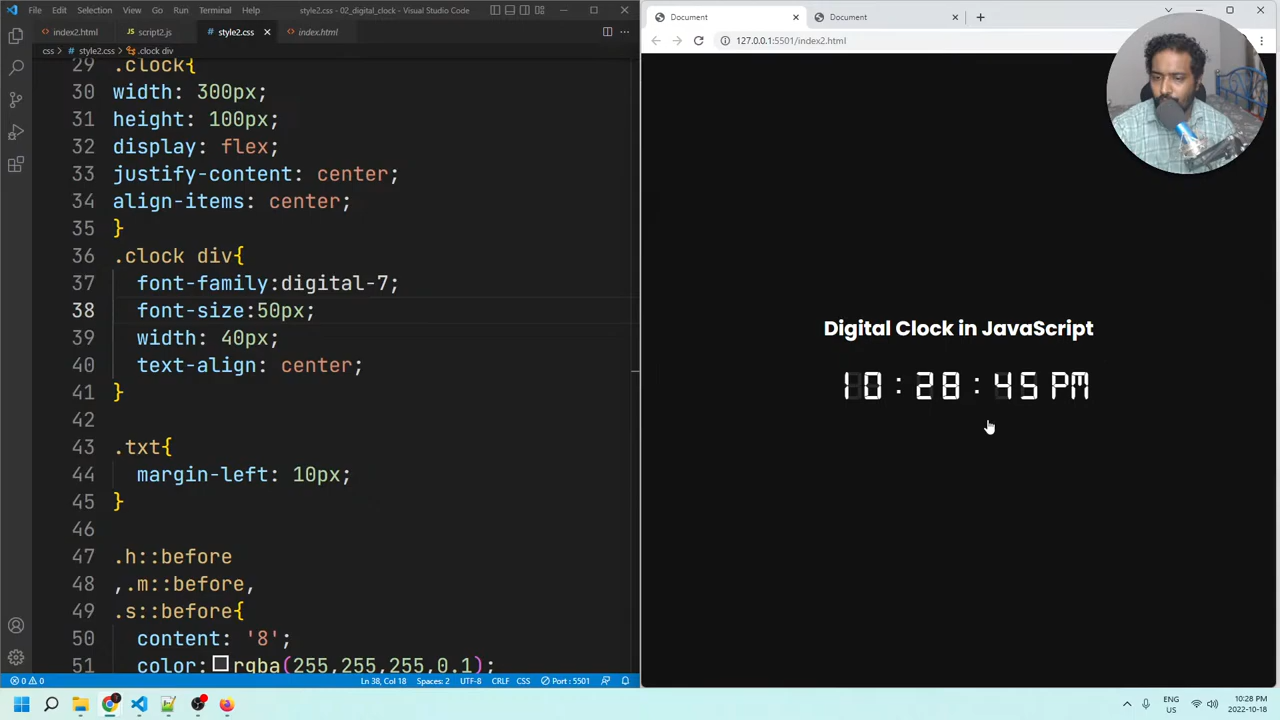 File Edit Selection View Go Run Terminal Help style2.css - 02_digital_clock - Visual Studio Code
index2.html script2.js style2.css index.html
css > style2.css > .clock div
29 .clock{
30 width: 300px;
31 height: 100px;
32 display: flex;
33 justify-content: center;
34 align-items: center;
35 }
36 .clock div{
37 font-family:digital-7;
38 font-size:50px;
39 width: 40px;
40 text-align: center;
41 }
42
43 .txt{
44 margin-left: 10px;
45 }
46
47 .h::before
48 ,.m::before,
49 .s::before{
50 content: '8';
51 color: rgba(255,255,255,0.1);
0 0 Ln 38, Col 18 Spaces: 2 UTF-8 CRLF CSS Port : 5501
Document Document
127.0.0.1:5501/index2.html
Digital Clock in JavaScript
10 : 28 : 45 PM
ENG
US
10:28 PM
2022-10-18